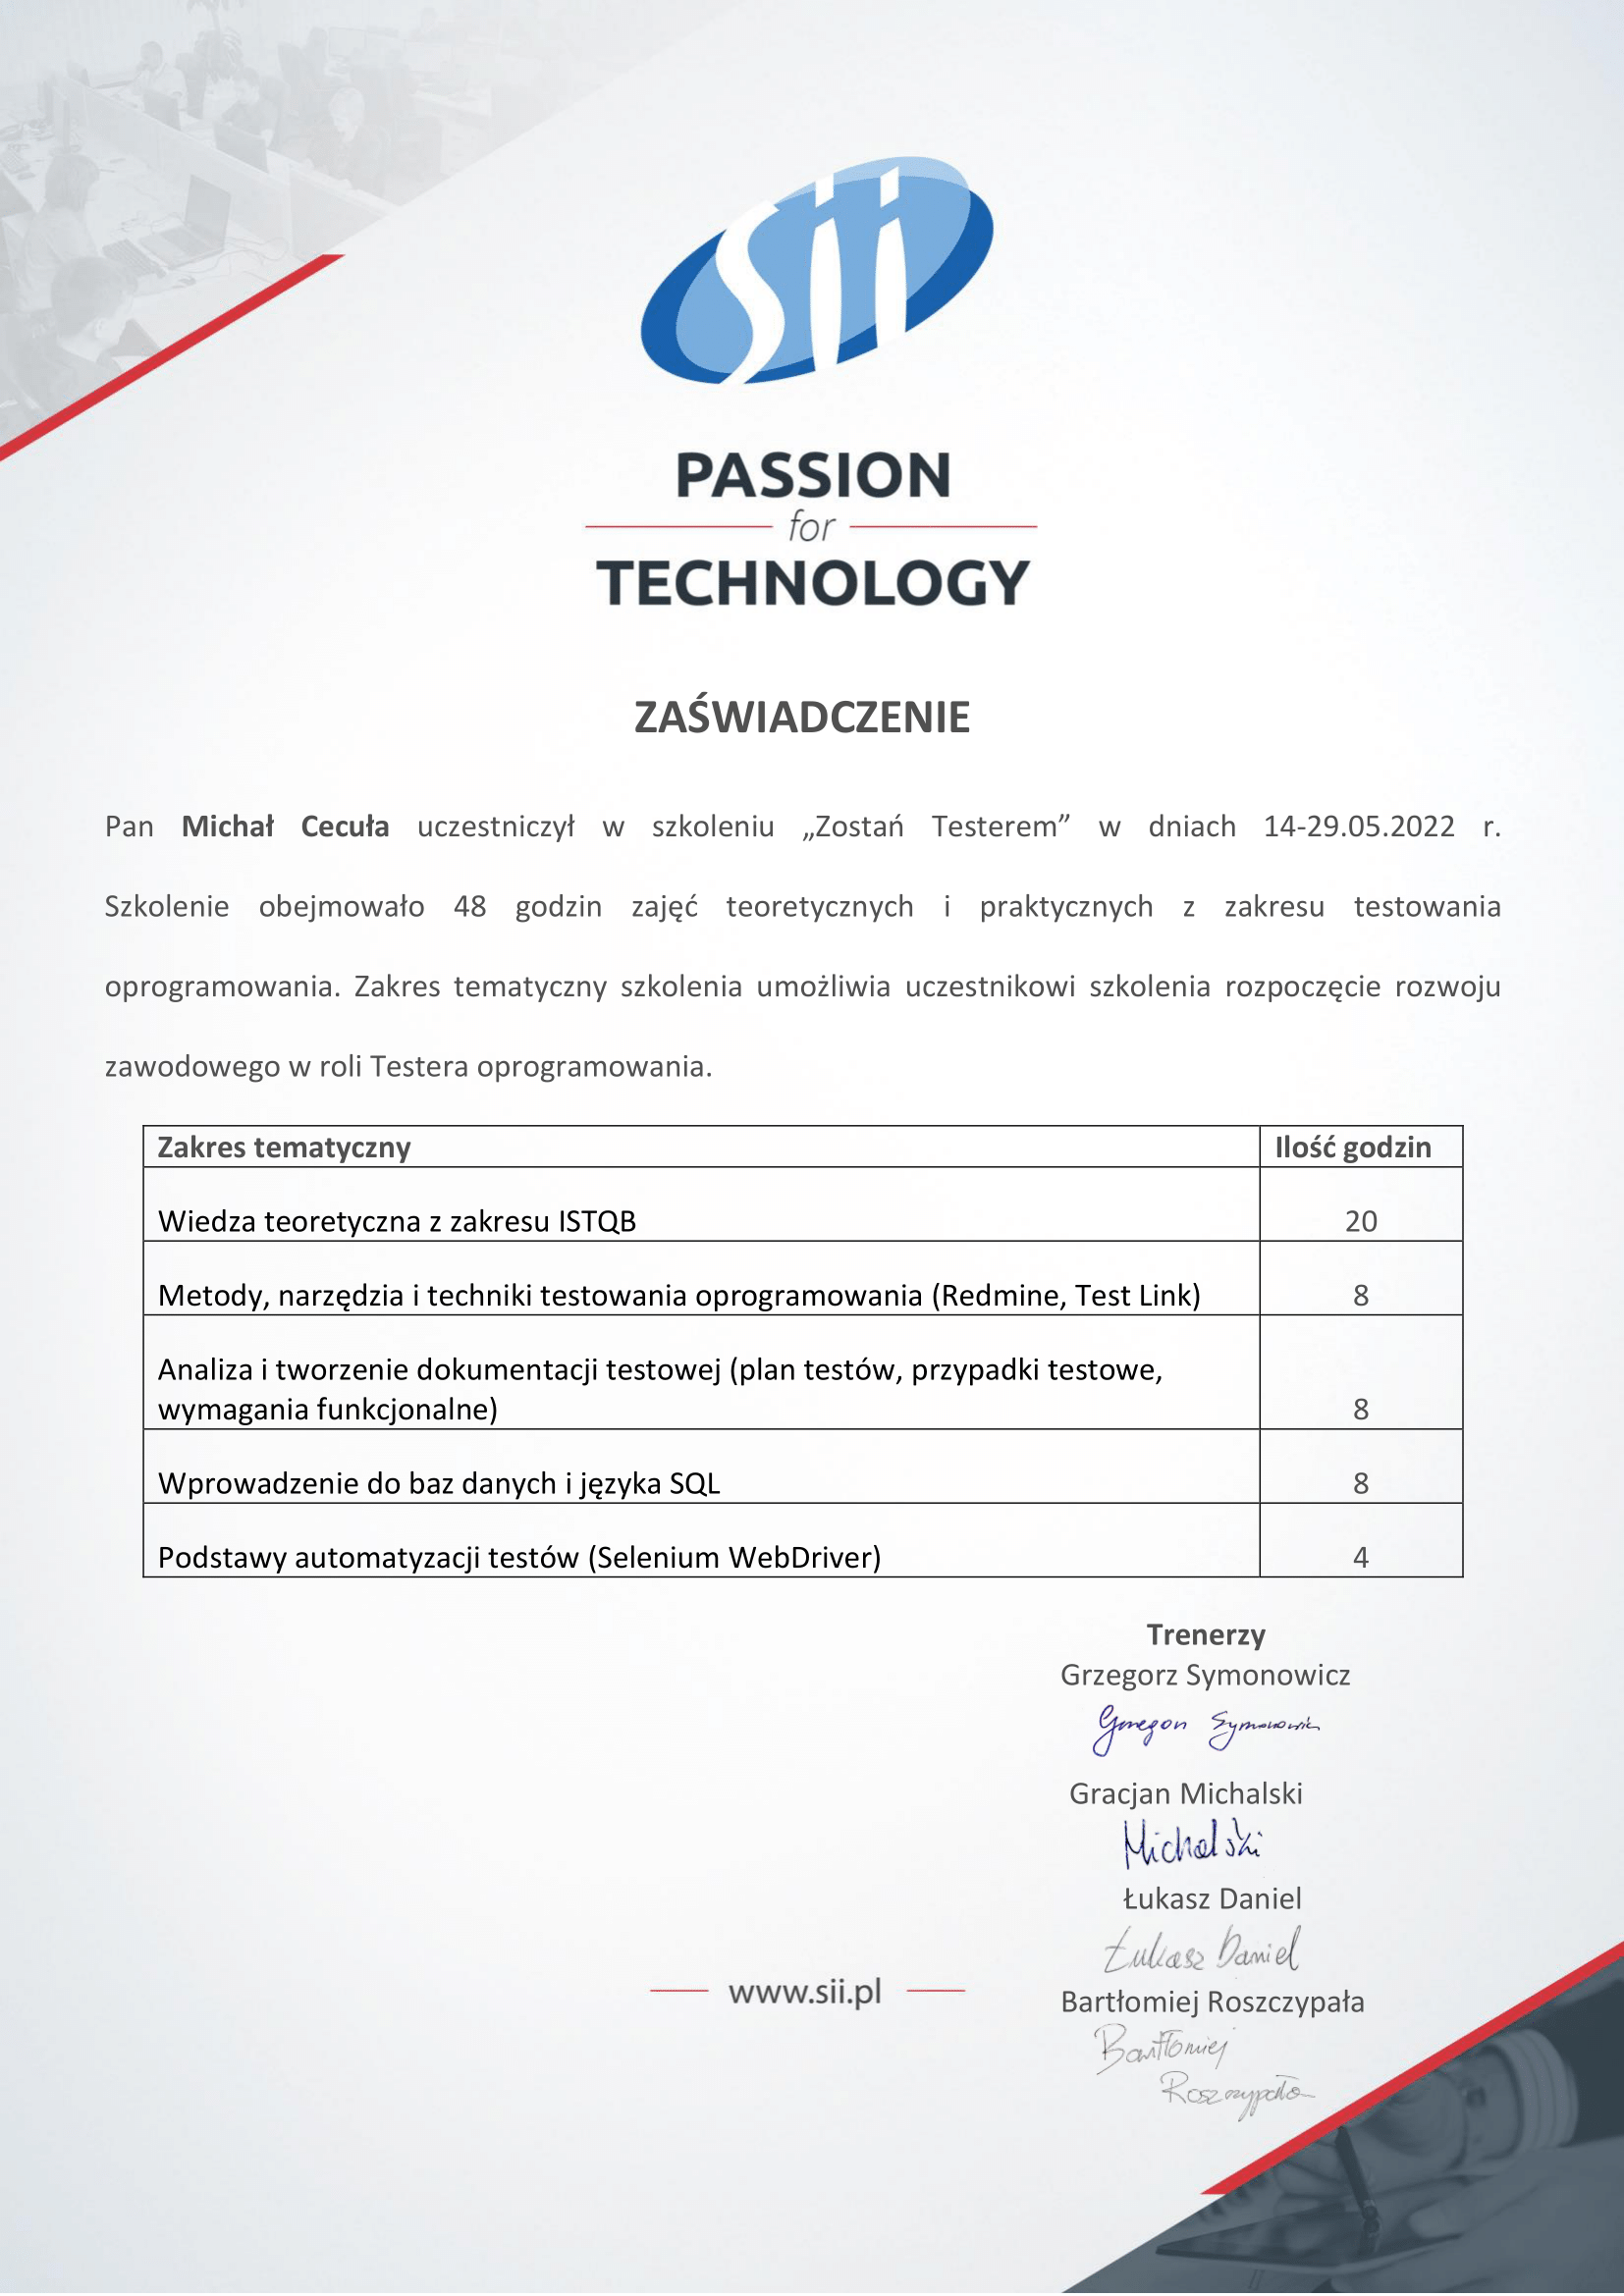 sii
PASSION
for
TECHNOLOGY
ZAŚWIADCZENIE
Pan Michał Cecuła uczestniczył w szkoleniu „Zostań Testerem” w dniach 14-29.05.2022 r.
Szkolenie obejmowało 48 godzin zajęć teoretycznych i praktycznych z zakresu testowania
oprogramowania. Zakres tematyczny szkolenia umożliwia uczestnikowi szkolenia rozpoczęcie rozwoju
zawodowego w roli Testera oprogramowania.
Zakres tematyczny Ilość godzin
Wiedza teoretyczna z zakresu ISTQB 20
Metody, narzędzia i techniki testowania oprogramowania (Redmine, Test Link) 8
Analiza i tworzenie dokumentacji testowej (plan testów, przypadki testowe,
wymagania funkcjonalne) 8
Wprowadzenie do baz danych i języka SQL 8
Podstawy automatyzacji testów (Selenium WebDriver) 4
Trenerzy
Grzegorz Symonowicz
Grzegorz Symonowicz
Gracjan Michalski
Michalski
Łukasz Daniel
Łukasz Daniel
www.sii.pl
Bartłomiej Roszczypała
Bartłomiej
Roszczypała